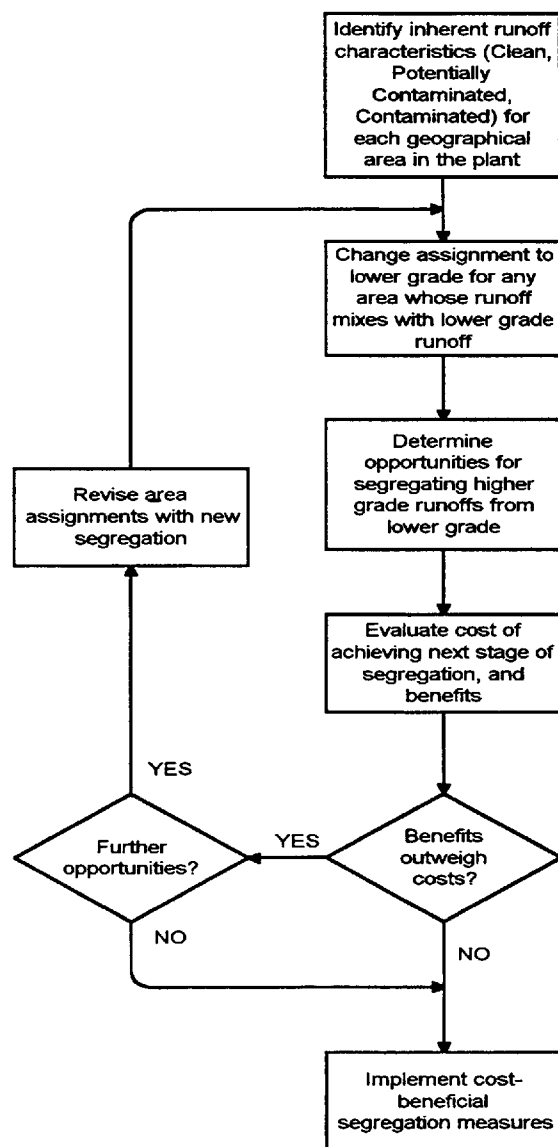 Identify inherent runoff
characteristics (Clean,
Potentially
Contaminated,
Contaminated) for
each geographical
area in the plant
Change assignment to
lower grade for any
area whose runoff
mixes with lower grade
runoff
Determine
opportunities for
segregating higher
grade runoffs from
lower grade
Revise area
assignments with new
segregation
Evaluate cost of
achieving next stage of
segregation, and
benefits
YES
Further
opportunities?
YES
Benefits
outweigh
costs?
NO
NO
Implement cost-
beneficial
segregation measures